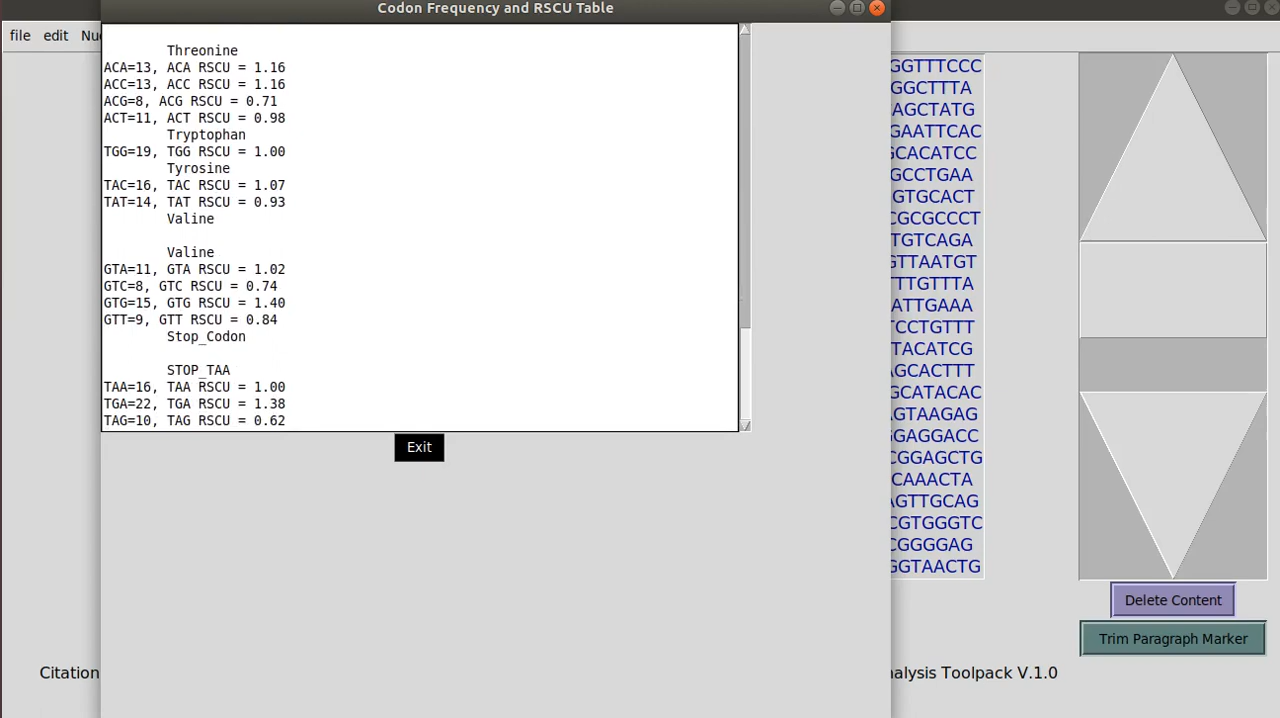 Codon Frequency and RSCU Table
file edit Nu
Threonine
ACA=13, ACA RSCU = 1.16
ACC=13, ACC RSCU = 1.16
ACG=8, ACG RSCU = 0.71
ACT=11, ACT RSCU = 0.98
Tryptophan
TGG=19, TGG RSCU = 1.00
Tyrosine
TAC=16, TAC RSCU = 1.07
TAT=14, TAT RSCU = 0.93
Valine
Valine
GTA=11, GTA RSCU = 1.02
GTC=8, GTC RSCU = 0.74
GTG=15, GTG RSCU = 1.40
GTT=9, GTT RSCU = 0.84
Stop_Codon
STOP_TAA
TAA=16, TAA RSCU = 1.00
TGA=22, TGA RSCU = 1.38
TAG=10, TAG RSCU = 0.62
Exit
GGTTTCCC
GGCTTTA
AGCTATG
GAATTCAC
GCACATCC
GCCTGAA
GTGCACT
CGCGCCCT
TGTCAGA
GTTAATGT
TTTGTTTA
ATTGAAA
TCCTGTTT
TACATCG
AGCACTTT
GCATACAC
AGTAAGAG
GGAGGACC
CGGAGCTG
CAAACTA
AGTTGCAG
CGTGGGTC
CGGGGAG
GGTAACTG
Delete Content
Trim Paragraph Marker
Citation
nalysis Toolpack V.1.0